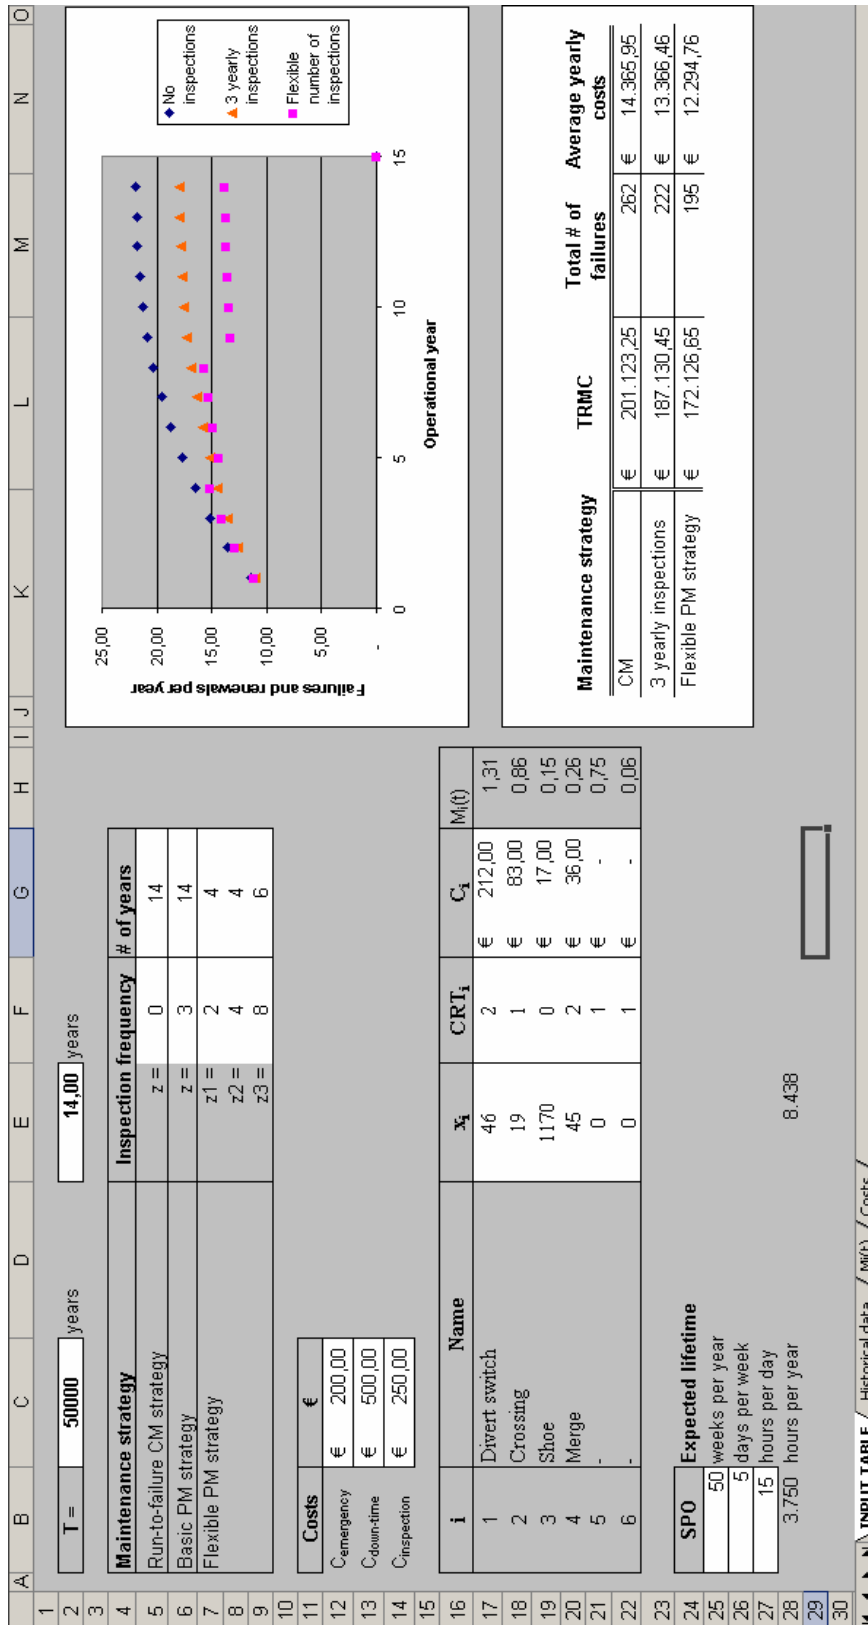 A B C D E F G H I J K L M N O
1
2 T = 50000 years 14,00 years
3
4 Maintenance strategy Inspection frequency # of years
5 Run-to-failure CM strategy z = 0 14
6 Basic PM strategy z = 3 14
7 Flexible PM strategy z1 = 2 4
8 z2 = 4 4
9 z3 = 8 6
10
11 Costs €
12 Cemergency € 200,00
13 Cdown-time € 500,00
14 Cinspection € 250,00
15
16 i Name xi CRTi Ci Mi(t)
17 1 Divert switch 46 2 € 212,00 1,31
18 2 Crossing 19 1 € 83,00 0,86
19 3 Shoe 1170 0 € 17,00 0,15
20 4 Merge 45 2 € 36,00 0,26
21 5 - 0 1 € - 0,75
22 6 - 0 1 € - 0,06
23
24 SPO Expected lifetime
25 50 weeks per year
26 5 days per week
27 15 hours per day
28 3.750 hours per year 8.438
29
30
INPUT TABLE / Historical data / Mi(t) / Costs /
Failures and renewals per year
25,00
20,00
15,00
10,00
5,00
-
0 5 10 15
Operational year
No inspections
3 yearly inspections
Flexible number of inspections
Maintenance strategy TRMC Total # of failures Average yearly costs
CM € 201.123,25 262 € 14.365,95
3 yearly inspections € 187.130,45 222 € 13.366,46
Flexible PM strategy € 172.126,65 195 € 12.294,76